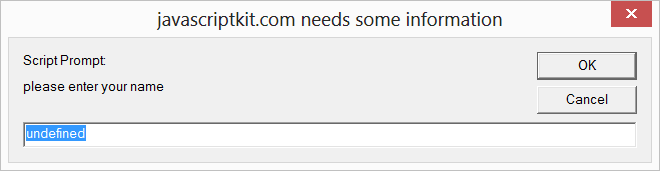 javascriptkit.com needs some information
Script Prompt:
OK
please enter your name
Cancel
undefined